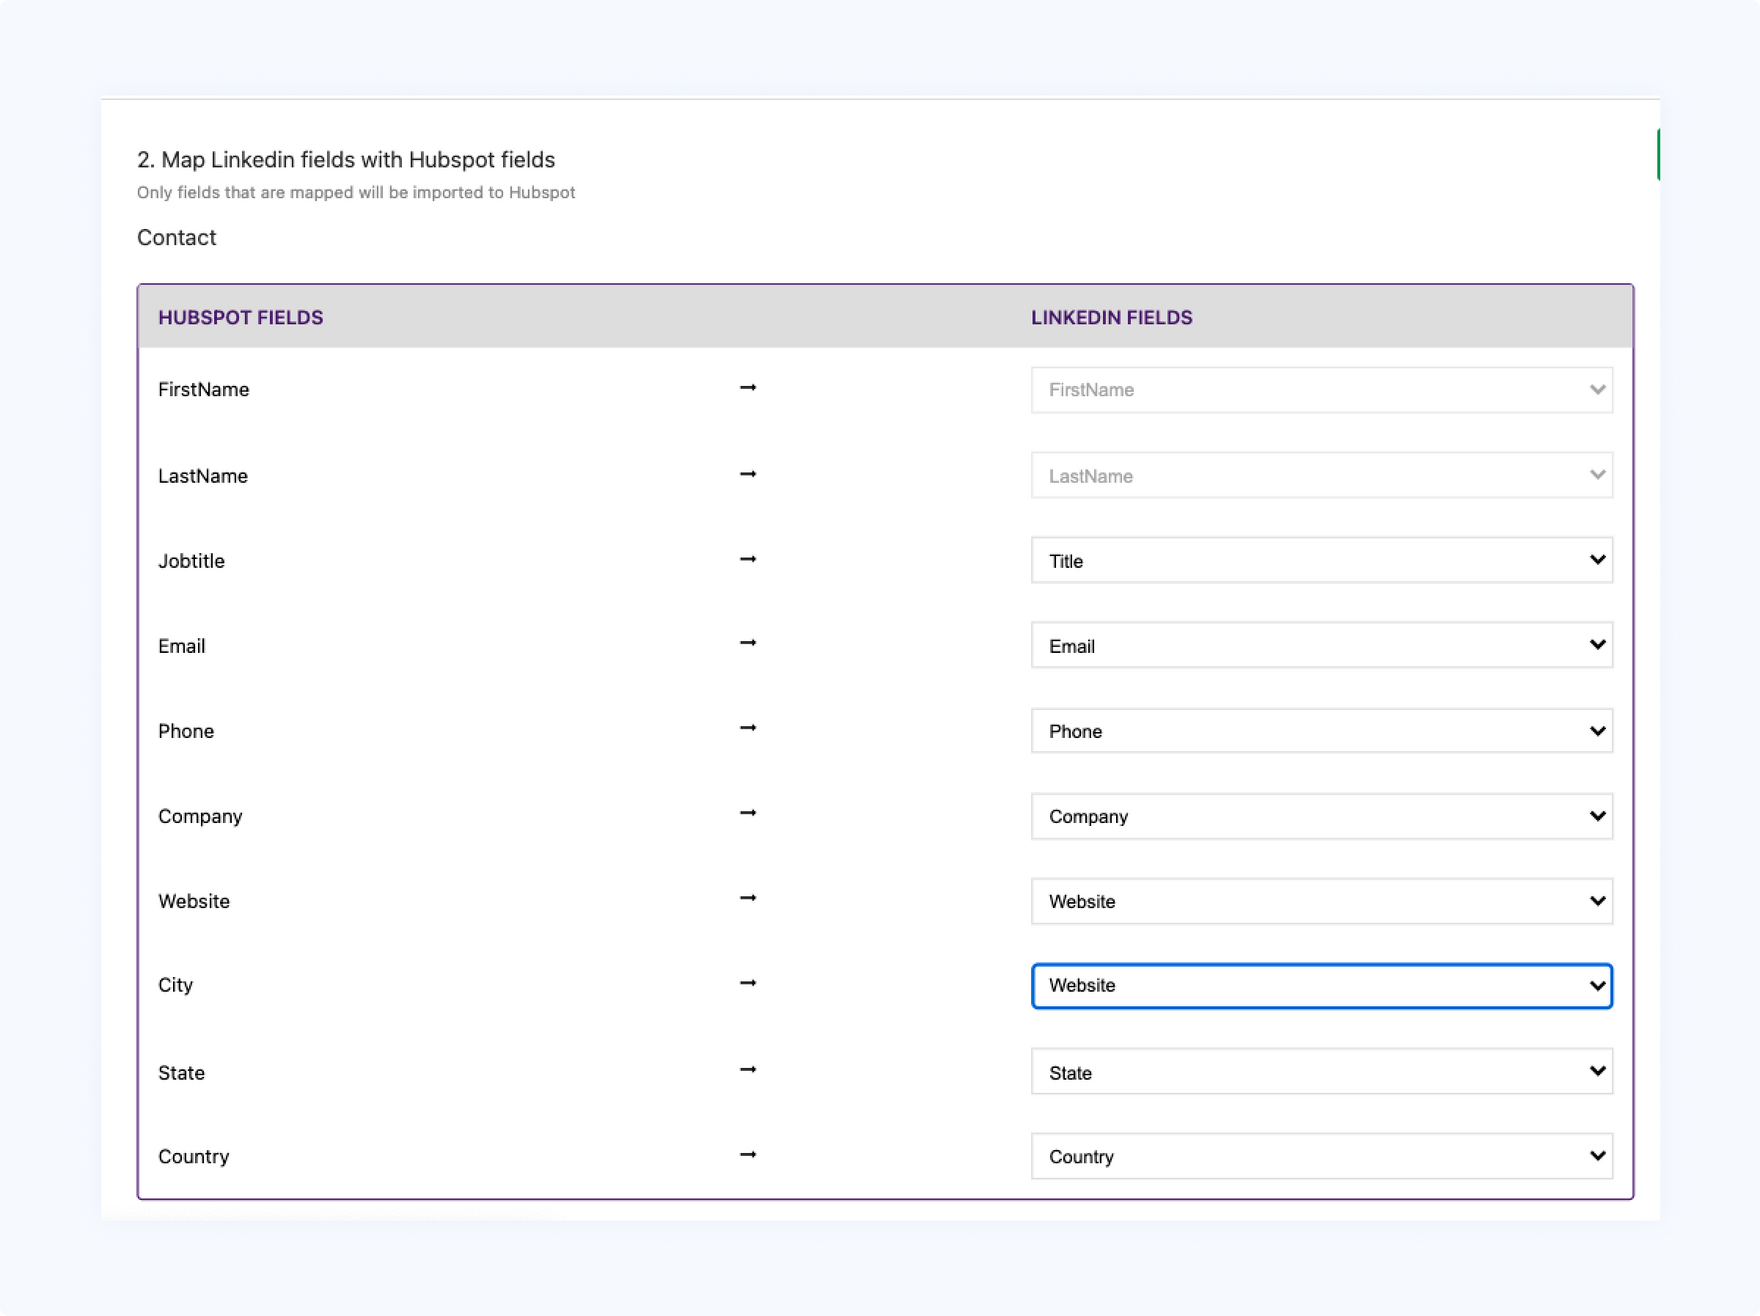 2. Map Linkedin fields with Hubspot fields
Only fields that are mapped will be imported to Hubspot
Contact
HUBSPOT FIELDS LINKEDIN FIELDS
FirstName → FirstName
LastName → LastName
Jobtitle → Title
Email → Email
Phone → Phone
Company → Company
Website → Website
City → Website
State → State
Country → Country